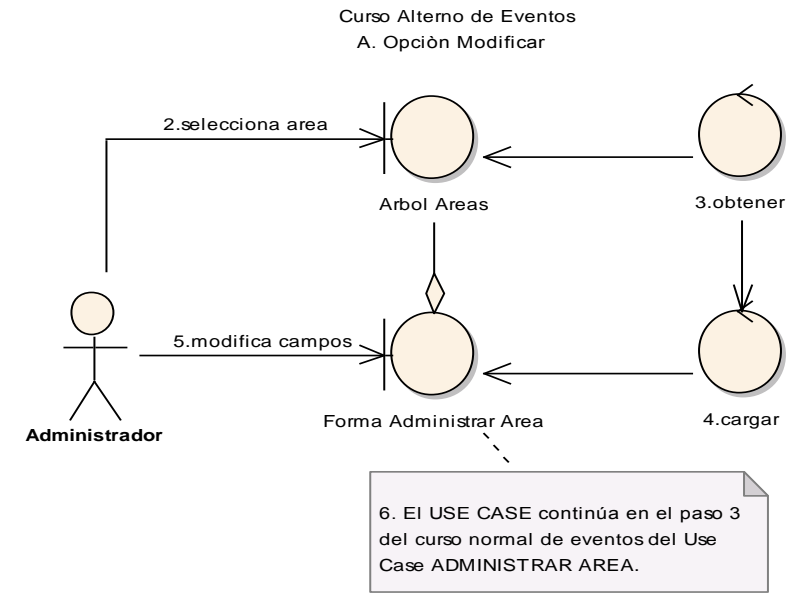 Curso Alterno de Eventos
A. Opciòn Modificar
2.selecciona area
Arbol Areas
3.obtener
5.modifica campos
Forma Administrar Area
4.cargar
Administrador
6. El USE CASE continúa en el paso 3
del curso normal de eventos del Use
Case ADMINISTRAR AREA.